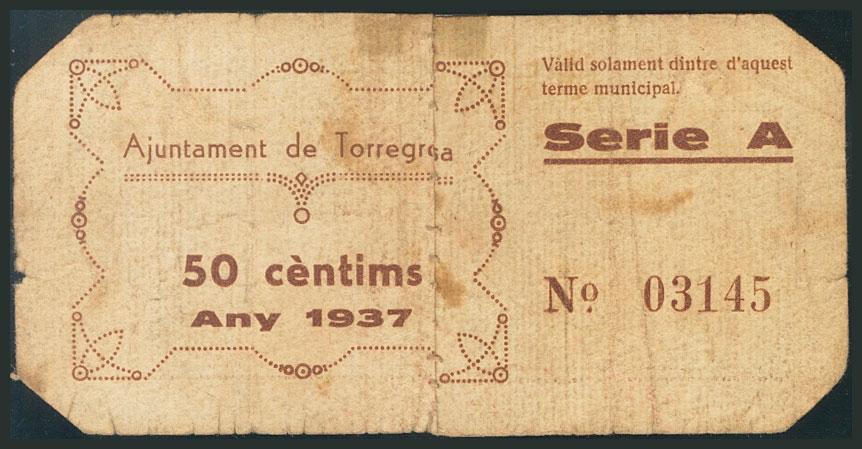 Ajuntament de Torregrosa
50 cèntims
Any 1937
Vàlid solament dintre d'aquest
terme municipal.
Serie A
Nº 03145